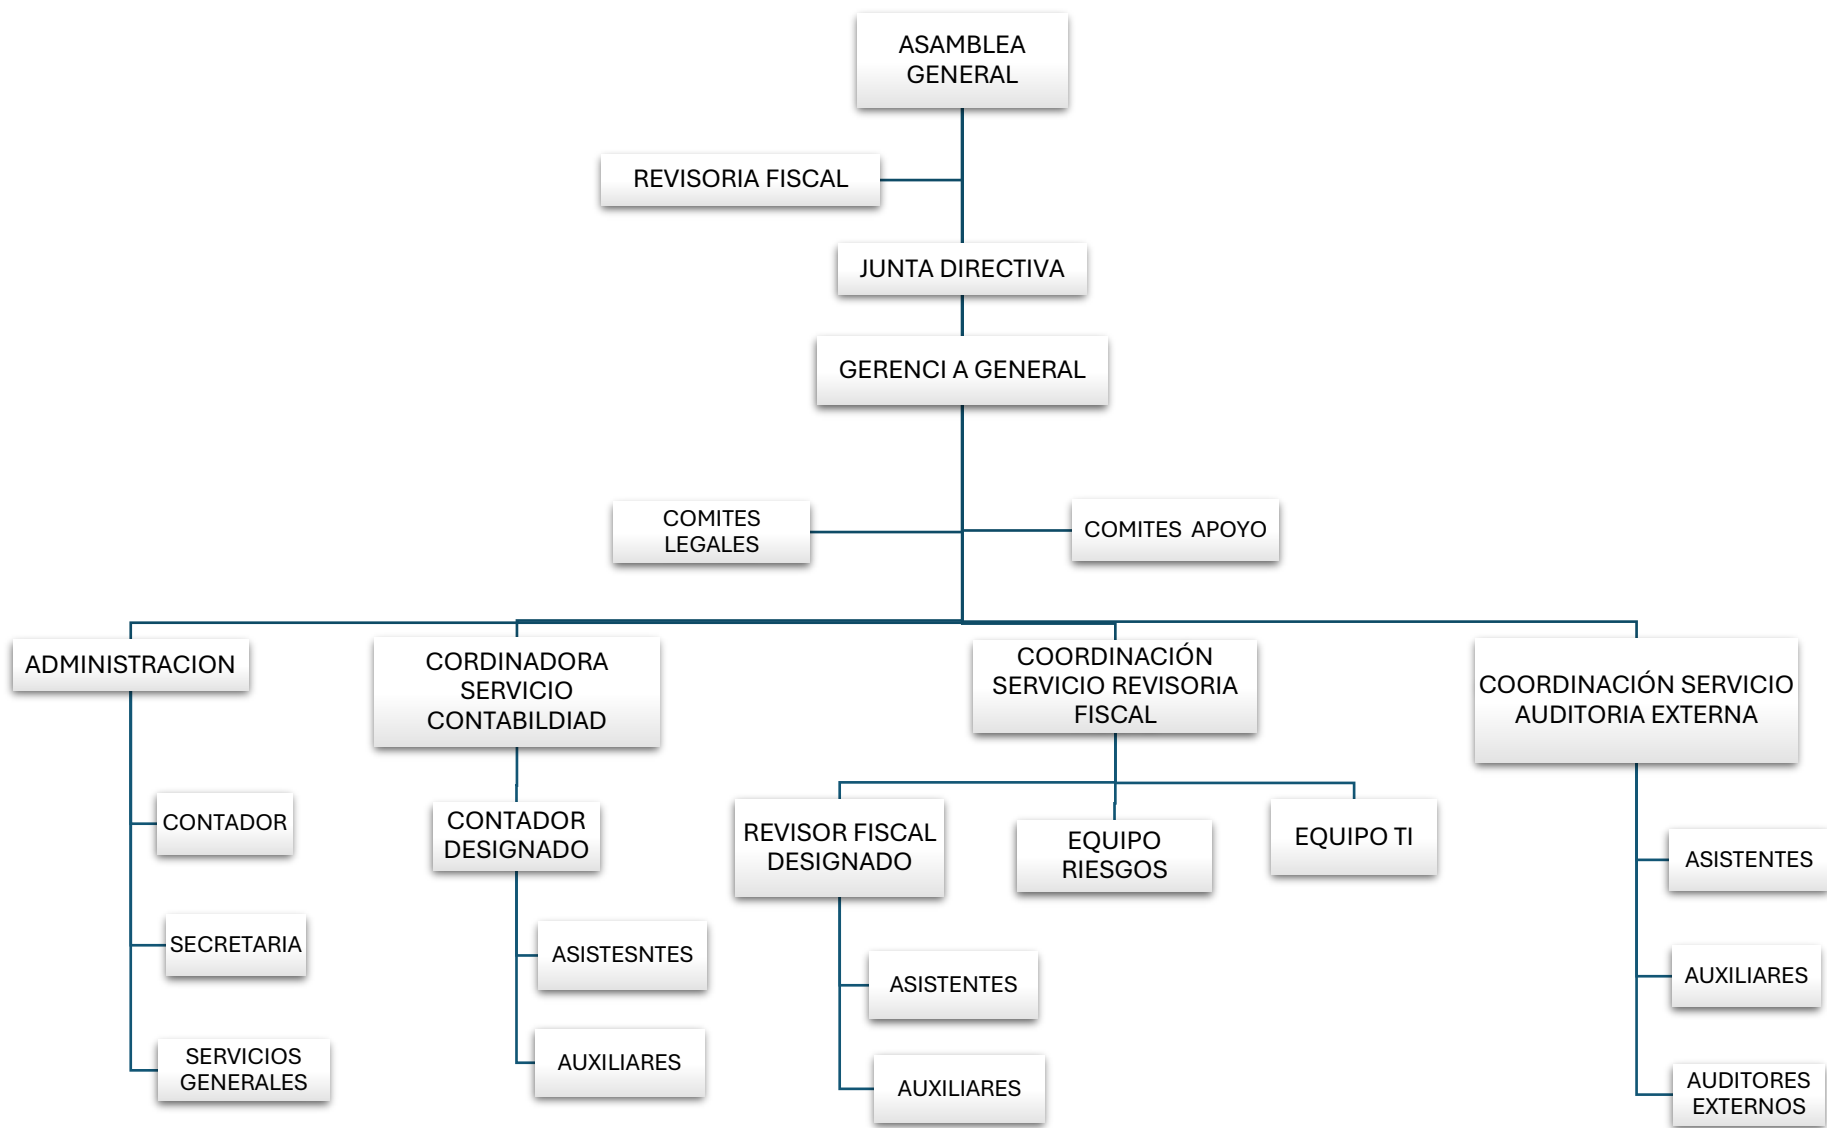 ASAMBLEA
GENERAL
REVISORIA FISCAL
JUNTA DIRECTIVA
GERENCI A GENERAL
COMITES
LEGALES
COMITES APOYO
ADMINISTRACION
CONTADOR
SECRETARIA
SERVICIOS
GENERALES
CORDINADORA
SERVICIO
CONTABILDIAD
CONTADOR
DESIGNADO
ASISTESNTES
AUXILIARES
COORDINACIÓN
SERVICIO REVISORIA
FISCAL
REVISOR FISCAL
DESIGNADO
ASISTENTES
AUXILIARES
EQUIPO
RIESGOS
EQUIPO TI
COORDINACIÓN SERVICIO
AUDITORIA EXTERNA
ASISTENTES
AUXILIARES
AUDITORES
EXTERNOS